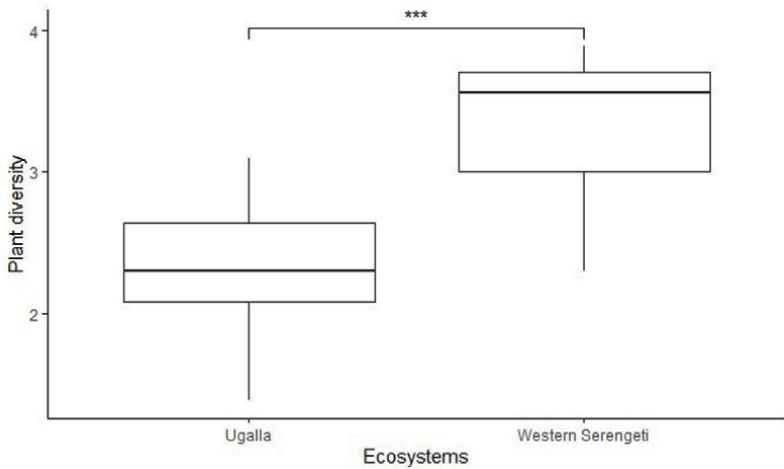 ***
4
3
2
Plant diversity
Ugalla
Western Serengeti
Ecosystems